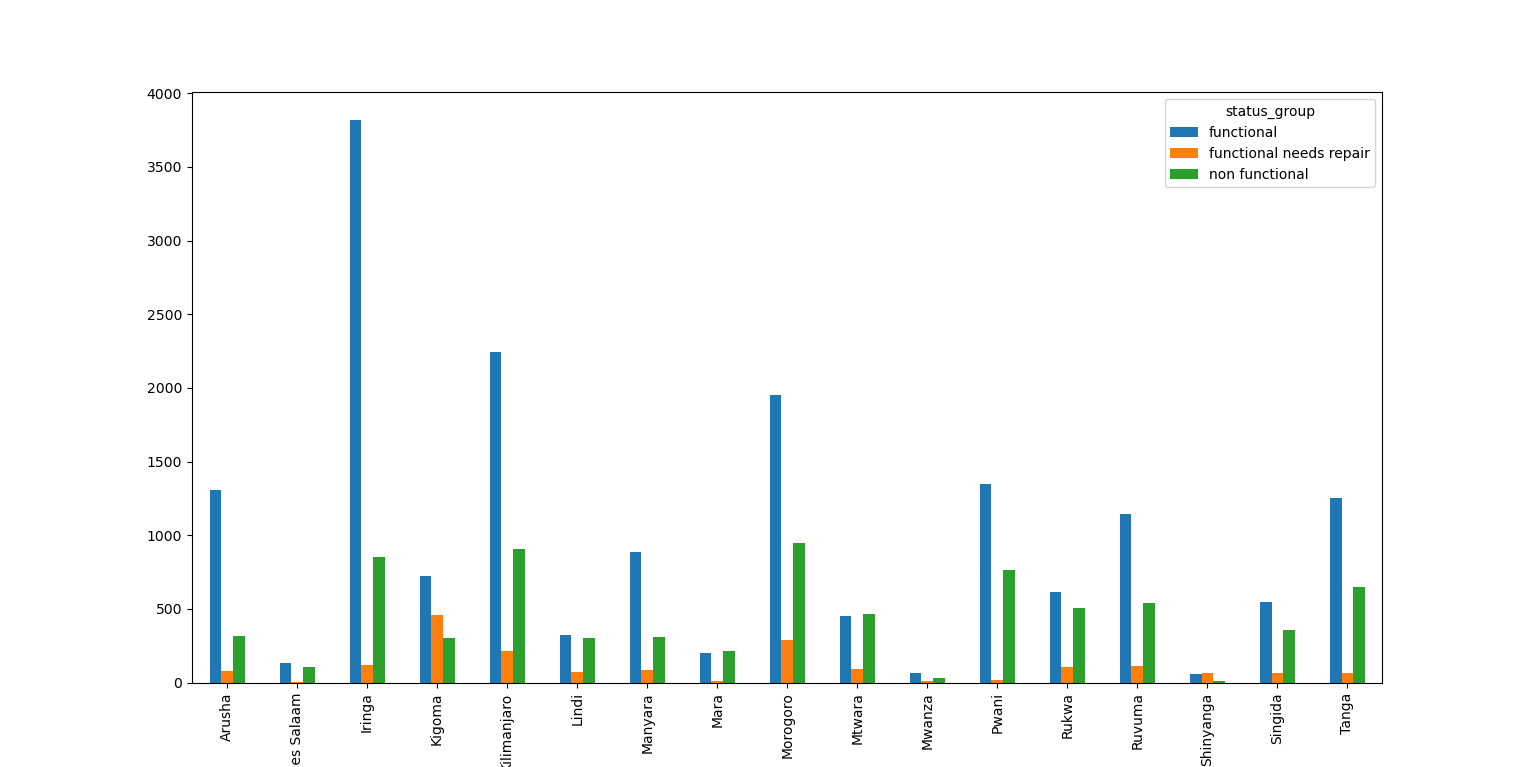 4000
3500
3000
2500
2000
1500
1000
500
0
status_group
functional
functional needs repair
non functional
Arusha
es Salaam
Iringa
Kigoma
Kilimanjaro
Lindi
Manyara
Mara
Morogoro
Mtwara
Mwanza
Pwani
Rukwa
Ruvuma
Shinyanga
Singida
Tanga